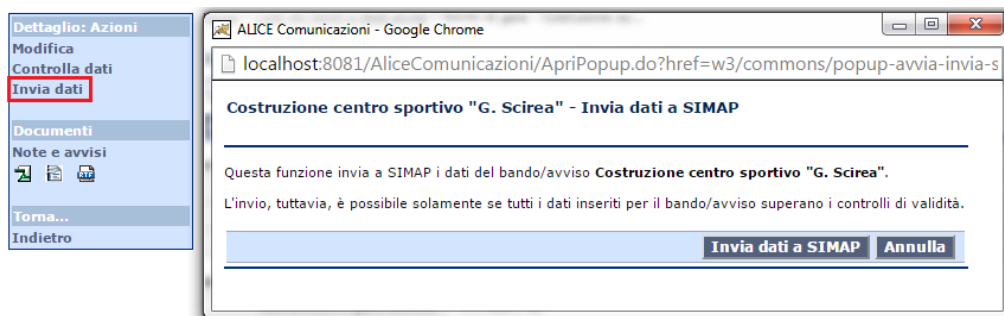 Dettaglio: Azioni
Modifica
Controlla dati
Invia dati
Documenti
Note e avvisi
Torna...
Indietro
ALICE Comunicazioni - Google Chrome
localhost:8081/AliceComunicazioni/ApriPopup.do?href=w3/commons/popup-avvia-invia-s
Costruzione centro sportivo "G. Scirea" - Invia dati a SIMAP
Questa funzione invia a SIMAP i dati del bando/avviso Costruzione centro sportivo "G. Scirea".
L'invio, tuttavia, è possibile solamente se tutti i dati inseriti per il bando/avviso superano i controlli di validità.
Invia dati a SIMAP Annulla